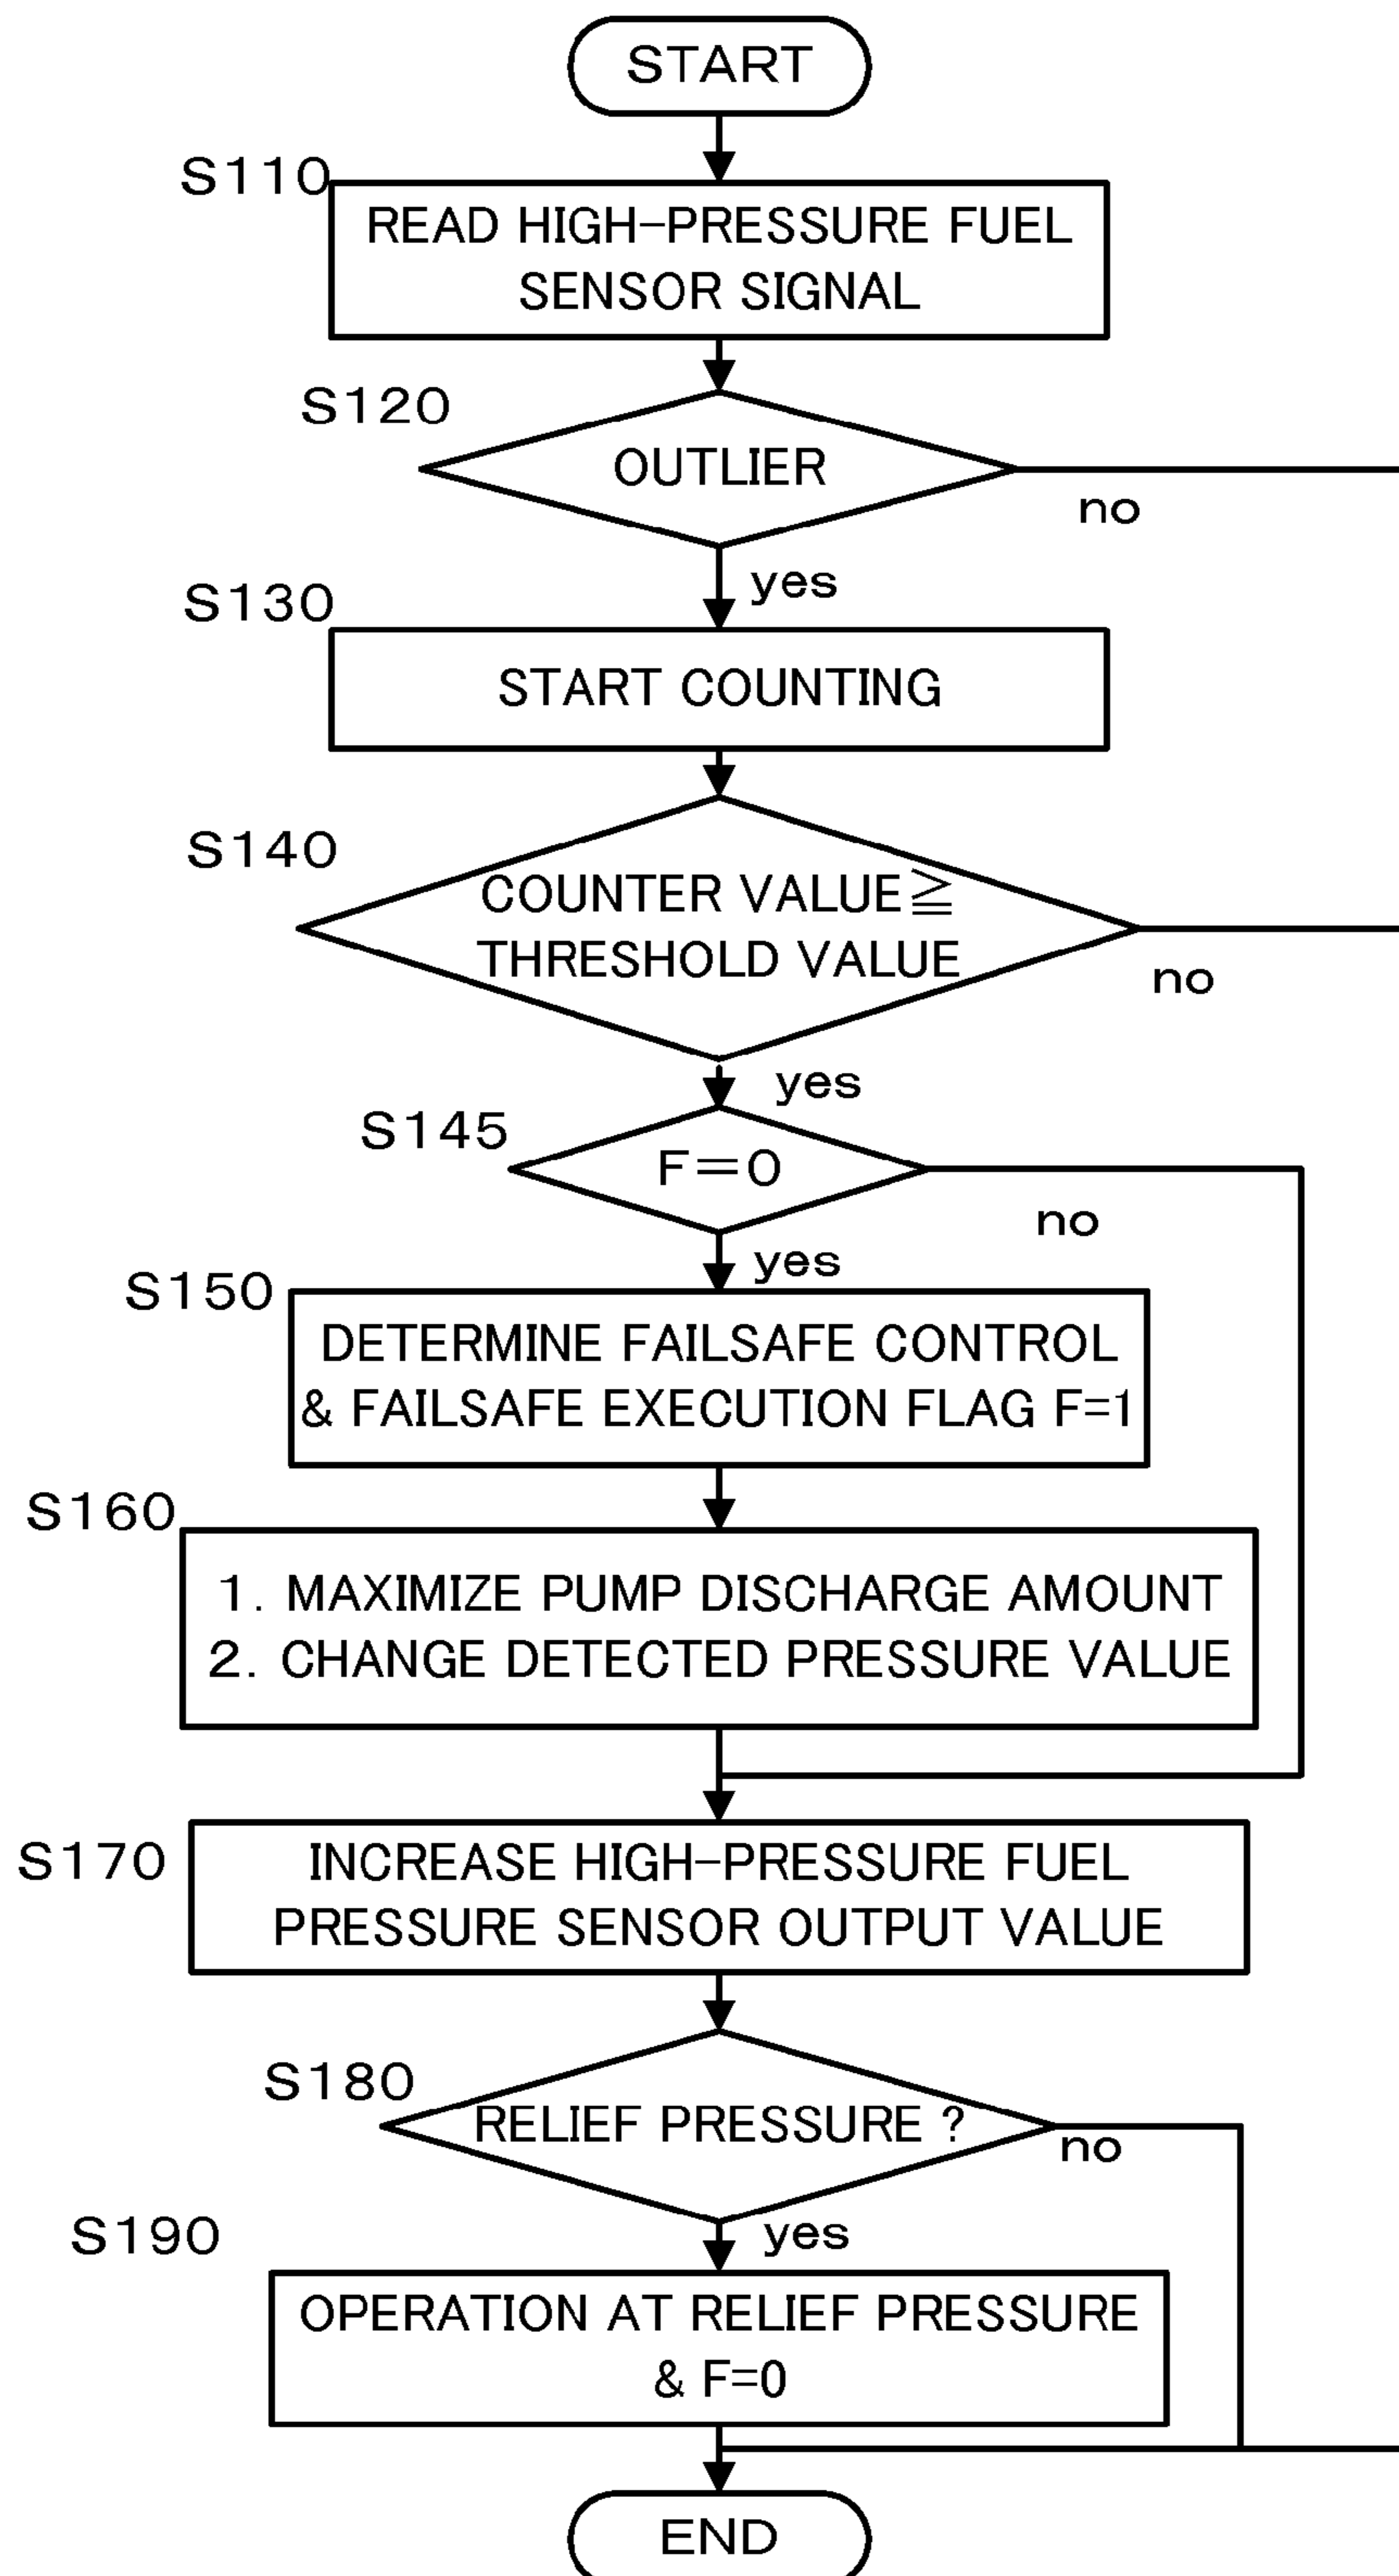 START
S110
READ HIGH-PRESSURE FUEL
SENSOR SIGNAL
S120
OUTLIER
no
yes
S130
START COUNTING
S140
COUNTER VALUE≧
THRESHOLD VALUE
no
yes
S145
F=0
no
yes
S150
DETERMINE FAILSAFE CONTROL
& FAILSAFE EXECUTION FLAG F=1
S160
1. MAXIMIZE PUMP DISCHARGE AMOUNT
2. CHANGE DETECTED PRESSURE VALUE
S170
INCREASE HIGH-PRESSURE FUEL
PRESSURE SENSOR OUTPUT VALUE
S180
RELIEF PRESSURE ?
no
yes
S190
OPERATION AT RELIEF PRESSURE
& F=0
END